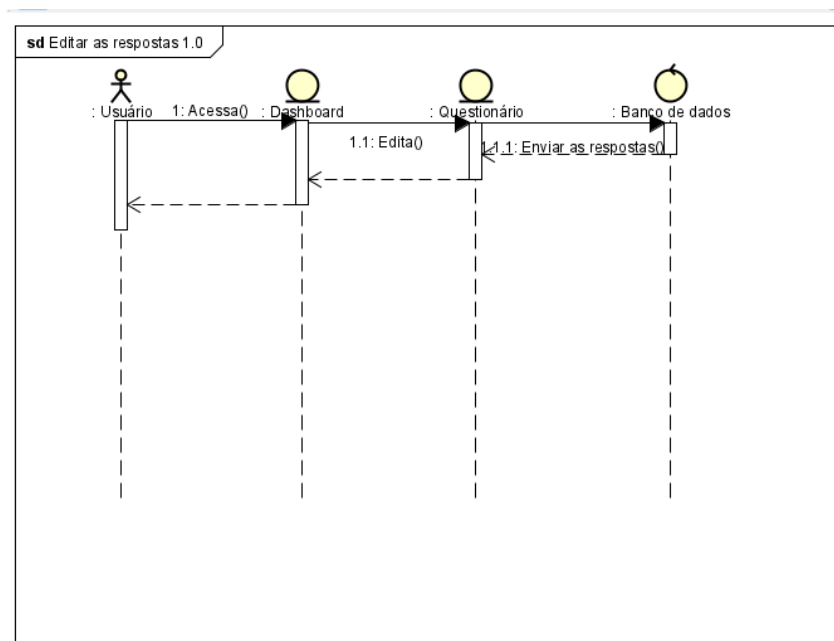 sd Editar as respostas 1.0
: Usuário
1: Acessa()
: Dashboard
: Questionário
: Banco de dados
1.1: Edita()
1.1.1: Enviar as respostas()